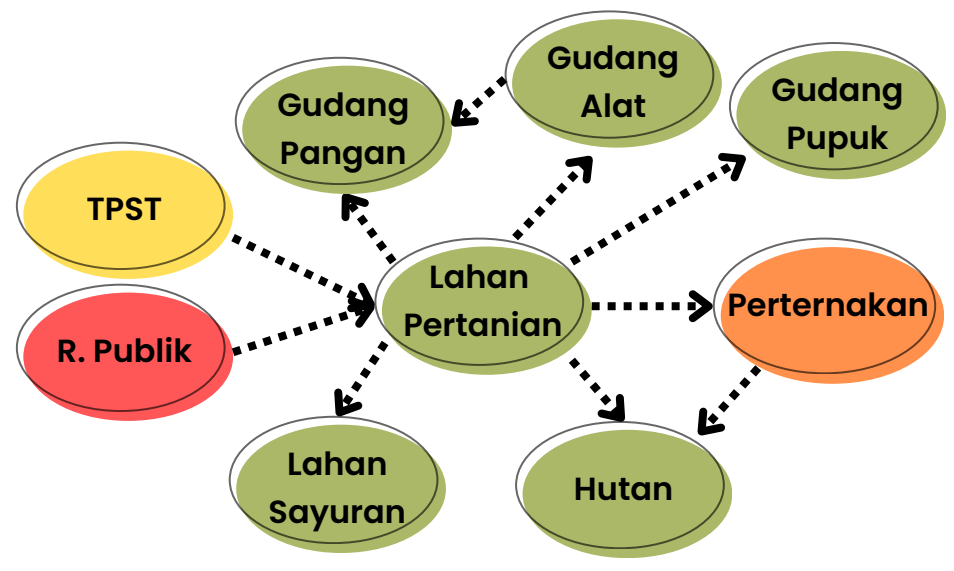 Gudang
Alat
Gudang
Pangan
Gudang
Pupuk
TPST
Lahan
Pertanian
Perternakan
R. Publik
Lahan
Sayuran
Hutan